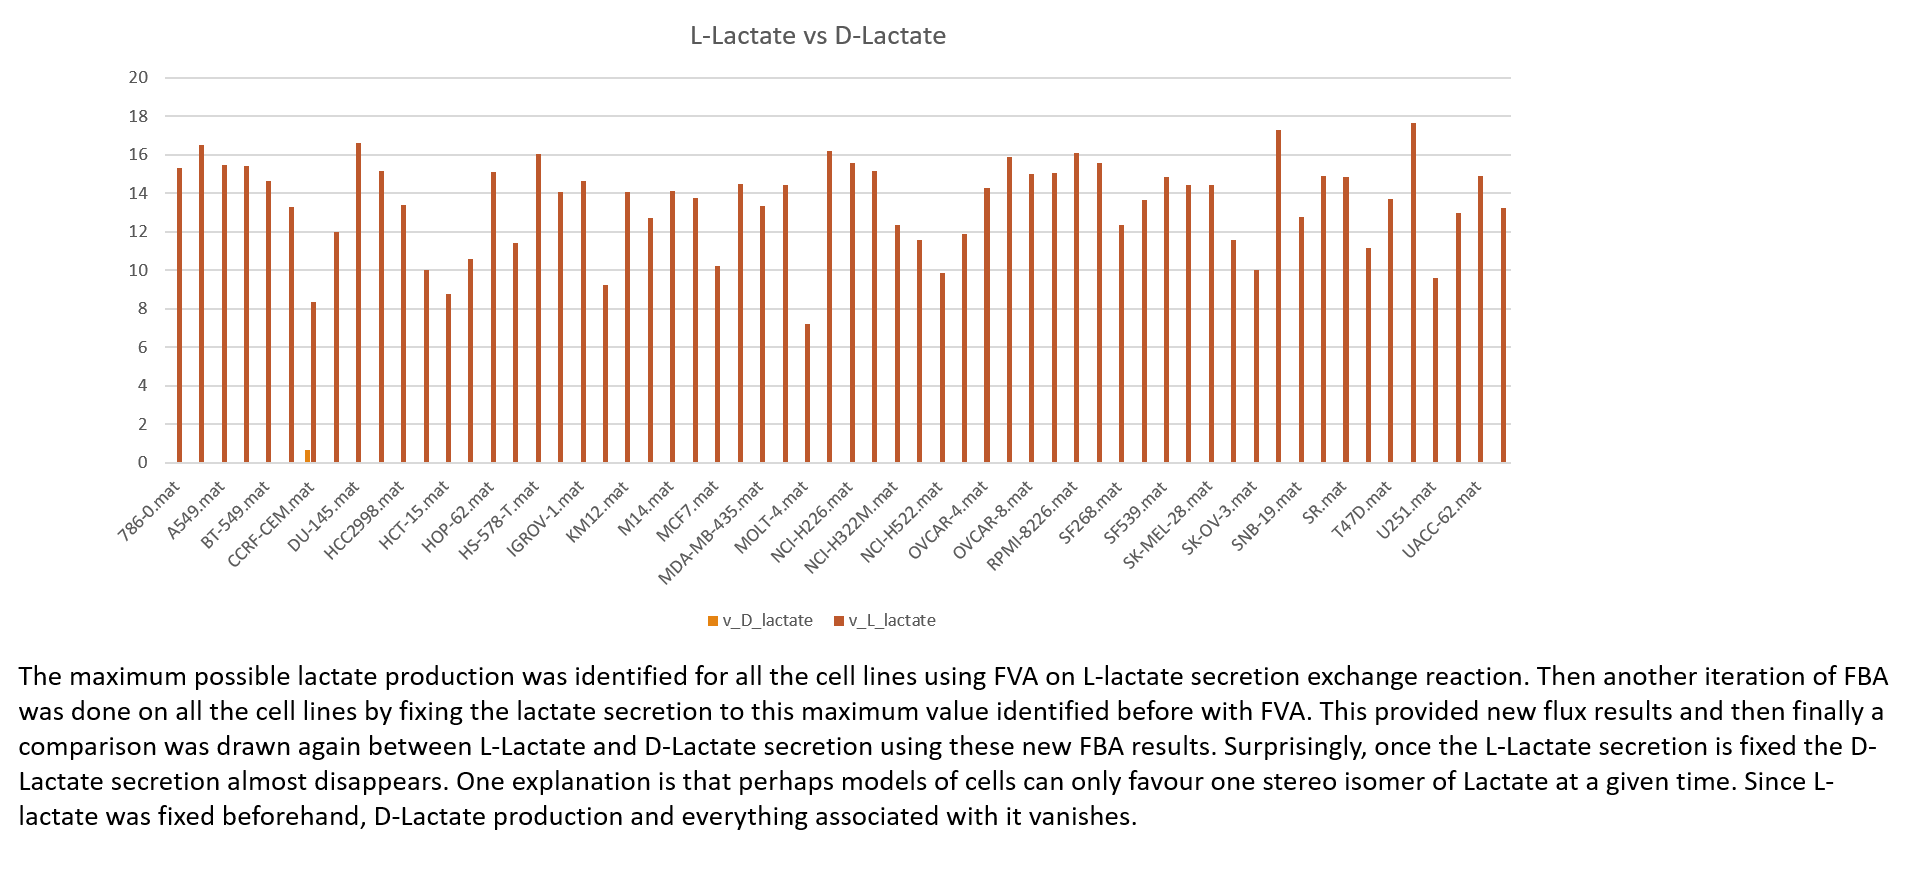 L-Lactate vs D-Lactate
20
18
16
14
12
10
8
6
4
2
0
786-0.mat
A549.mat
BT-549.mat
CCRF-CEM.mat
DU-145.mat
HCC2998.mat
HCT-15.mat
HOP-62.mat
HS-578-T.mat
IGROV-1.mat
KM12.mat
M14.mat
MCF7.mat
MDA-MB-435.mat
MOLT-4.mat
NCI-H226.mat
NCI-H322M.mat
NCI-H522.mat
OVCAR-4.mat
OVCAR-8.mat
RPMI-8226.mat
SF268.mat
SF539.mat
SK-MEL-28.mat
SK-OV-3.mat
SNB-19.mat
SR.mat
T47D.mat
U251.mat
UACC-62.mat
v_D_lactate
v_L_lactate
The maximum possible lactate production was identified for all the cell lines using FVA on L-lactate secretion exchange reaction. Then another iteration of FBA
was done on all the cell lines by fixing the lactate secretion to this maximum value identified before with FVA. This provided new flux results and then finally a
comparison was drawn again between L-Lactate and D-Lactate secretion using these new FBA results. Surprisingly, once the L-Lactate secretion is fixed the D-
Lactate secretion almost disappears. One explanation is that perhaps models of cells can only favour one stereo isomer of Lactate at a given time. Since L-
lactate was fixed beforehand, D-Lactate production and everything associated with it vanishes.